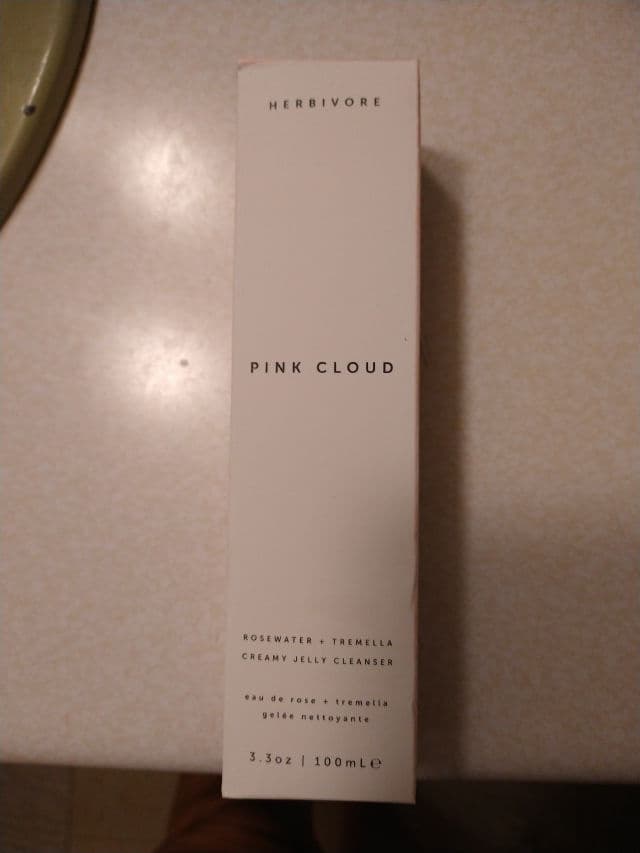 HERBIVORE
PINK CLOUD
ROSEWATER + TREMELLA
CREAMY JELLY CLEANSER
eau de rose + tremella
gelée nettoyante
3.3oz | 100mL℮